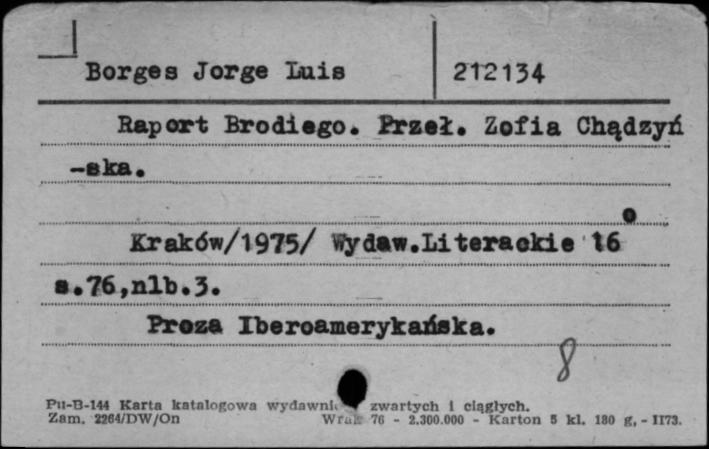 Borges Jorge Luis 212134
Raport Brodiego. Przeł. Zofia Chądzyń
-ska.
Kraków/1975/ Wydaw.Literackie 16o
s.76,nlb.3.
Proza Iberoamerykańska.
8
Pu-B-144 Karta katalogowa zwartych i ciągłych.
Zam. 2264/DW/On 76 - 2.300.000 - Karton 5 kl. 180 g, - II73.